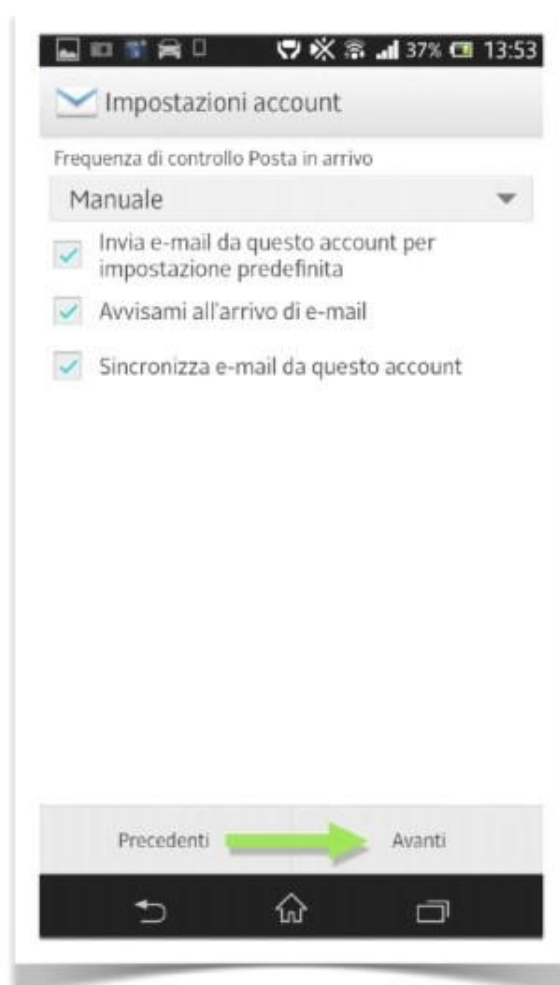 37% 13:53
Impostazioni account
Frequenza di controllo Posta in arrivo
Manuale
Invia e-mail da questo account per
impostazione predefinita
Avvisami all'arrivo di e-mail
Sincronizza e-mail da questo account
Precedenti Avanti